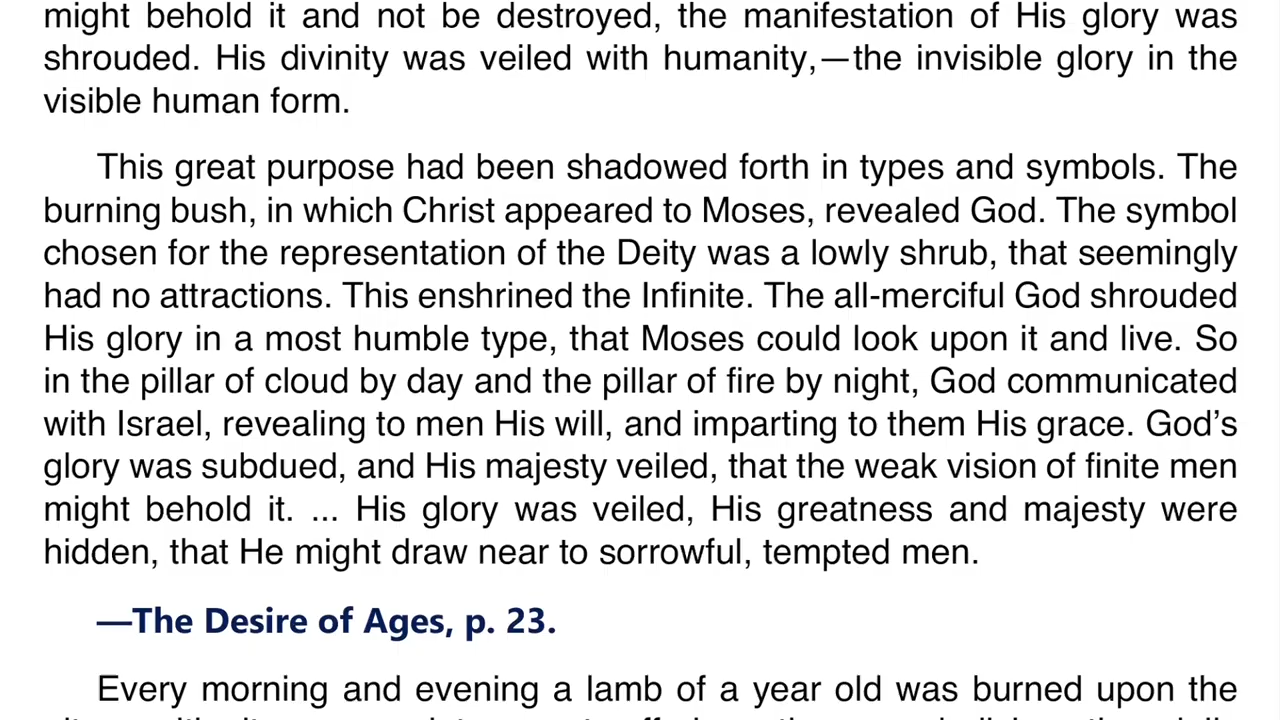 might behold it and not be destroyed, the manifestation of His glory was
shrouded. His divinity was veiled with humanity,—the invisible glory in the
visible human form.
This great purpose had been shadowed forth in types and symbols. The
burning bush, in which Christ appeared to Moses, revealed God. The symbol
chosen for the representation of the Deity was a lowly shrub, that seemingly
had no attractions. This enshrined the Infinite. The all-merciful God shrouded
His glory in a most humble type, that Moses could look upon it and live. So
in the pillar of cloud by day and the pillar of fire by night, God communicated
with Israel, revealing to men His will, and imparting to them His grace. God’s
glory was subdued, and His majesty veiled, that the weak vision of finite men
might behold it. ... His glory was veiled, His greatness and majesty were
hidden, that He might draw near to sorrowful, tempted men.
—The Desire of Ages, p. 23.
Every morning and evening a lamb of a year old was burned upon the